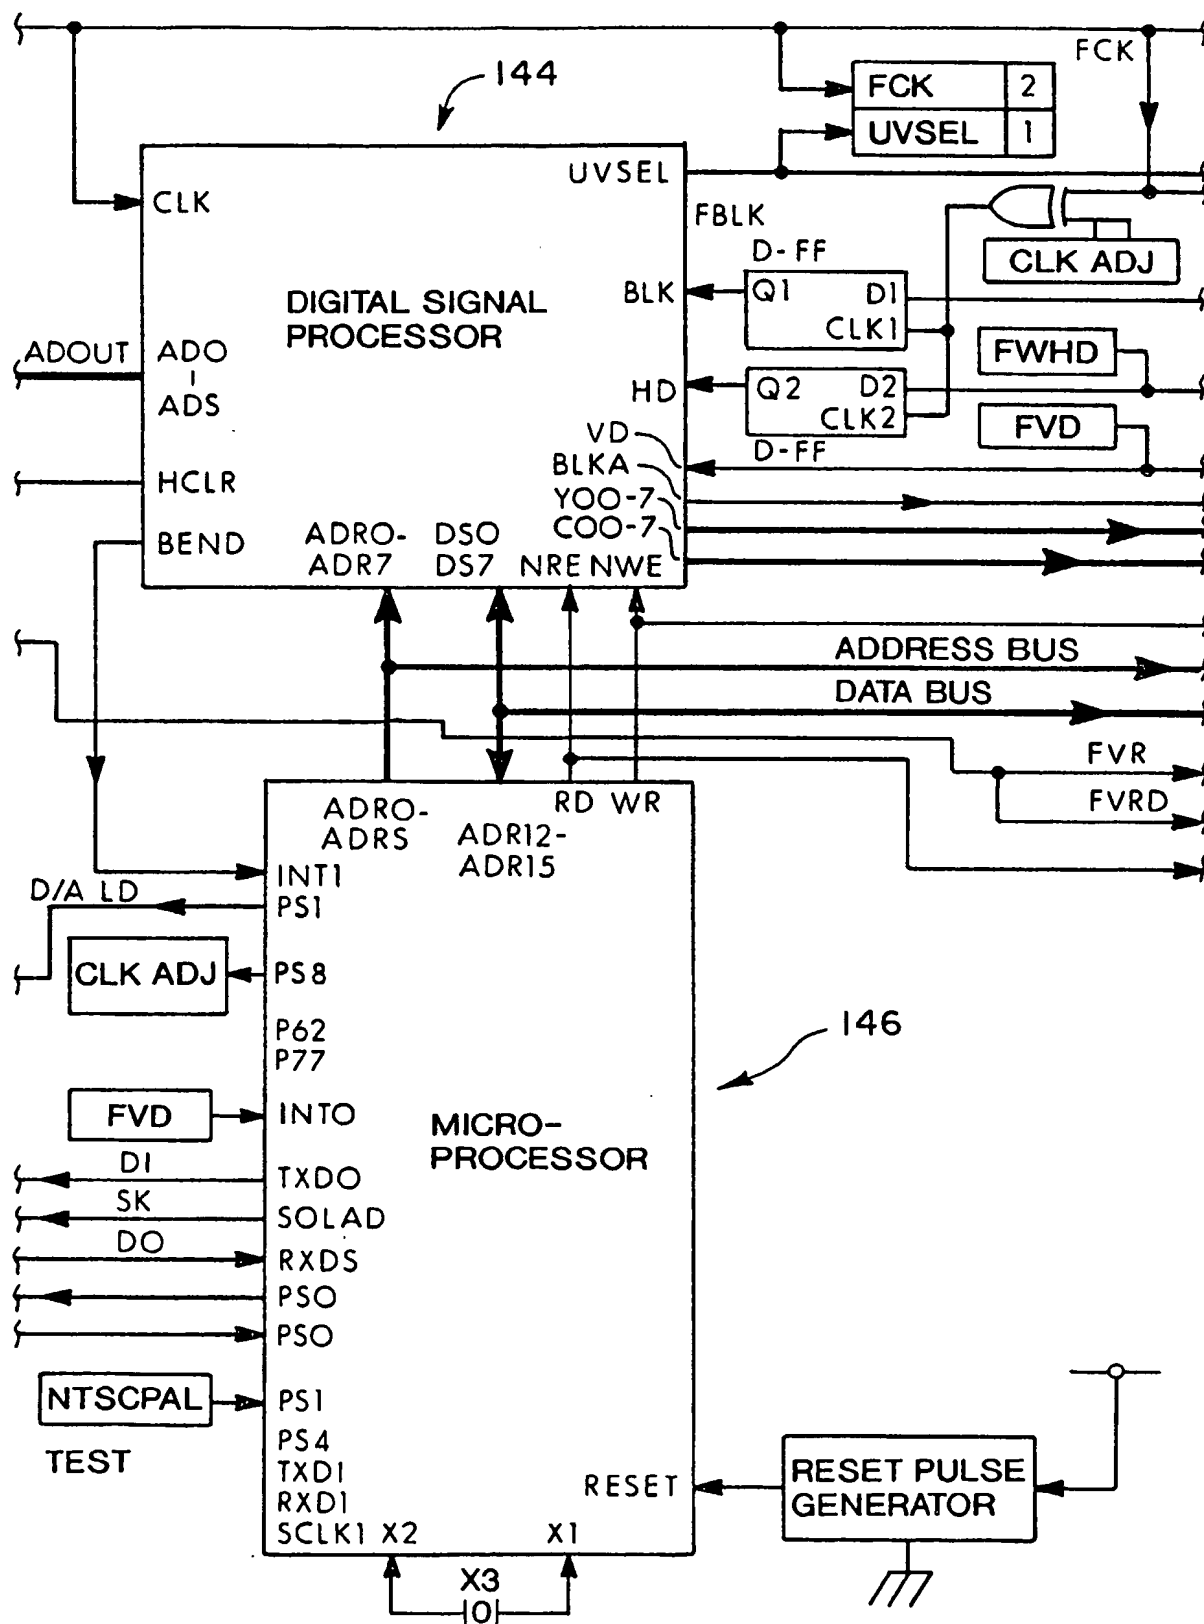 FCK
144
FCK 2
UVSEL 1
UVSEL
CLK
FBLK
CLK ADJ
D-FF
DIGITAL SIGNAL
PROCESSOR
BLK
Q1 D1
CLK1
ADOUT
ADO
ADS
FWHD
HD
Q2 D2
CLK2
FVD
VD
D-FF
BLKA
HCLR
YOO-7
COO-7
BEND
ADRO-
ADR7
DSO
DS7
NRE NWE
ADDRESS BUS
DATA BUS
FVR
FVRD
ADRO-
ADRS
ADR12-
ADR15
RD WR
INT1
D/A LD
PS1
CLK ADJ
PS8
146
P62
P77
FVD
INTO
MICRO-
PROCESSOR
DI
TXDO
SK
SOLAD
DO
RXDS
PSO
PSO
NTSCPAL
PS1
TEST
PS4
TXD1
RXD1
RESET
RESET PULSE
GENERATOR
SCLK1 X2 X1
X3